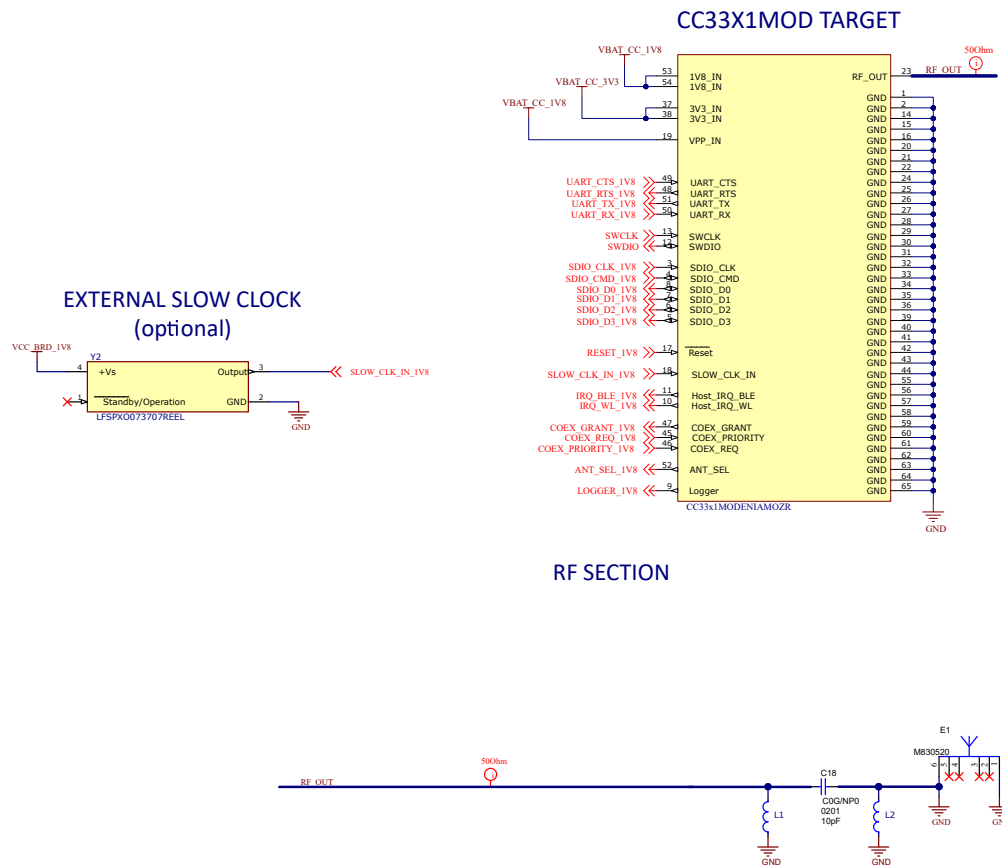 CC33X1MOD TARGET
VBAT_CC_1V8
VBAT_CC_3V3
VBAT_CC_1V8
50Ohm
i
RF_OUT
53 1V8_IN
54 1V8_IN
37 3V3_IN
38 3V3_IN
19 VPP_IN
UART_CTS_1V8 49 UART_CTS
UART_RTS_1V8 48 UART_RTS
UART_TX_1V8 51 UART_TX
UART_RX_1V8 50 UART_RX
SWCLK 13 SWCLK
SWDIO 12 SWDIO
SDIO_CLK_1V8 3 SDIO_CLK
SDIO_CMD_1V8 4 SDIO_CMD
SDIO_D0_1V8 8 SDIO_D0
SDIO_D1_1V8 7 SDIO_D1
SDIO_D2_1V8 6 SDIO_D2
SDIO_D3_1V8 5 SDIO_D3
RESET_1V8 17 Reset
SLOW_CLK_IN_1V8 18 SLOW_CLK_IN
IRQ_BLE_1V8 11 Host_IRQ_BLE
IRQ_WL_1V8 10 Host_IRQ_WL
COEX_GRANT_1V8 47 COEX_GRANT
COEX_REQ_1V8 45 COEX_PRIORITY
COEX_PRIORITY_1V8 46 COEX_REQ
ANT_SEL_1V8 52 ANT_SEL
LOGGER_1V8 9 Logger
RF_OUT 23
GND 1
GND 2
GND 14
GND 15
GND 16
GND 20
GND 21
GND 22
GND 24
GND 25
GND 26
GND 27
GND 28
GND 29
GND 30
GND 31
GND 32
GND 33
GND 34
GND 35
GND 36
GND 39
GND 40
GND 41
GND 42
GND 43
GND 44
GND 55
GND 56
GND 57
GND 58
GND 59
GND 60
GND 61
GND 62
GND 63
GND 64
GND 65
CC33x1MODENIAMOZR
GND
EXTERNAL SLOW CLOCK
(optional)
VCC_BRD_1V8
Y2
4 +Vs Output 3 SLOW_CLK_IN_1V8
1 Standby/Operation GND 2
LFSPXO073707REEL
GND
RF SECTION
RF_OUT
50Ohm
i
L1
GND
C18
C0G/NP0
0201
10pF
L2
GND
E1
M830520
6 5 4 3 2 1
GND
GND